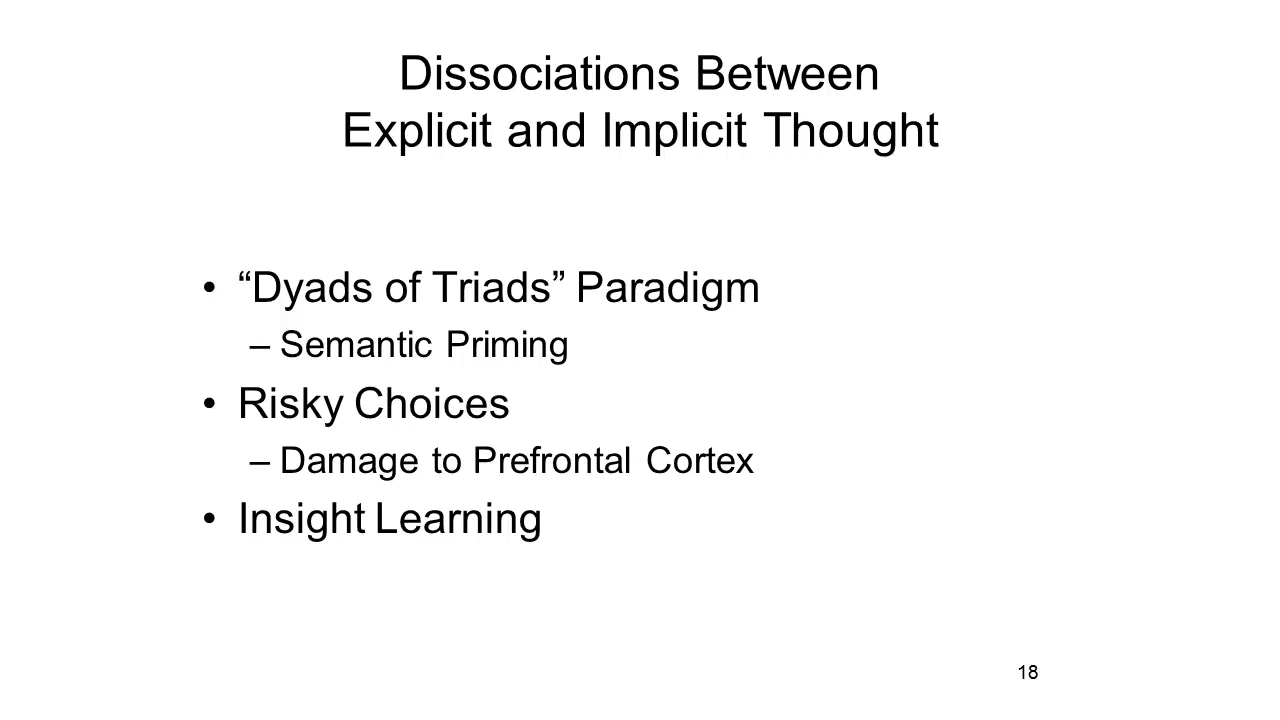 Dissociations Between
Explicit and Implicit Thought
• “Dyads of Triads” Paradigm
– Semantic Priming
• Risky Choices
– Damage to Prefrontal Cortex
• Insight Learning
18